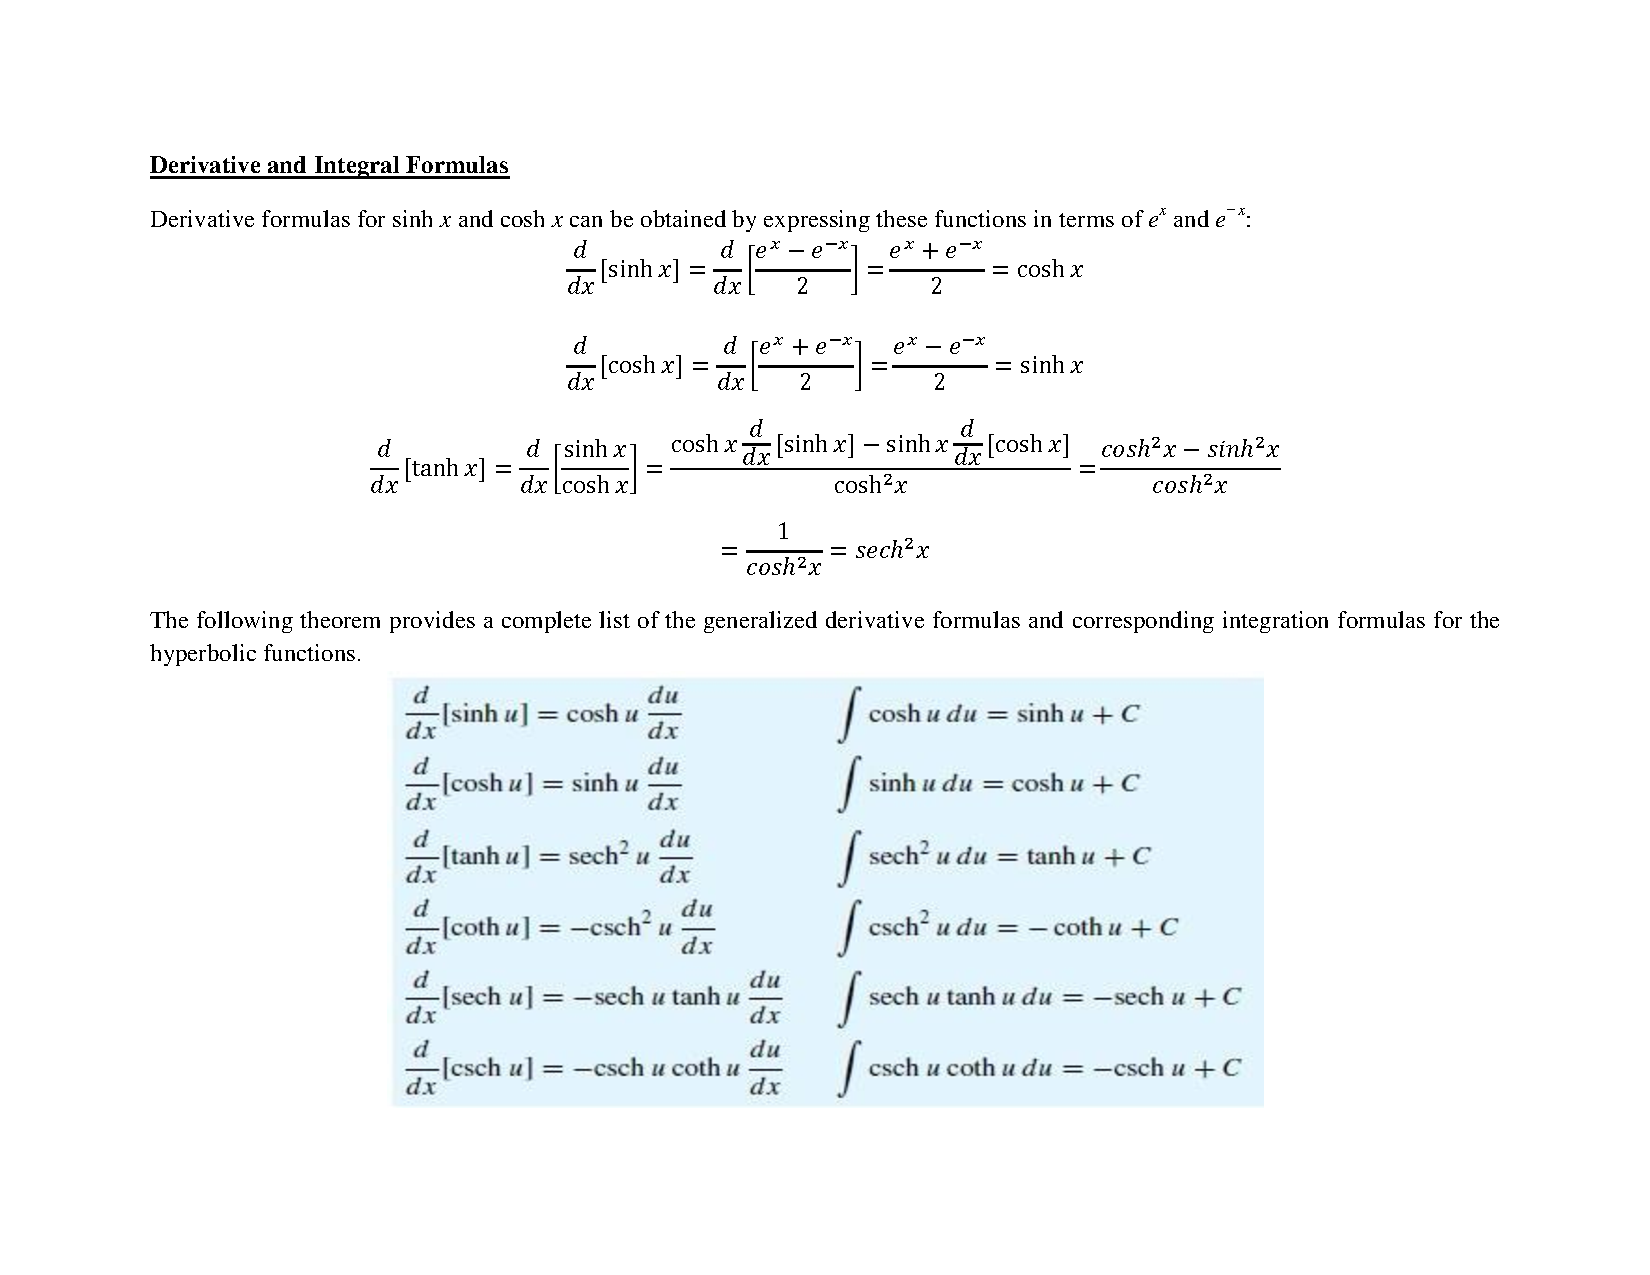 Derivative and Integral Formulas
Derivative formulas for sinh x and cosh x can be obtained by expressing these functions in terms of e^x and e^−x:
d/dx [sinh x] = d/dx [(e^x − e^−x)/2] = (e^x + e^−x)/2 = cosh x
d/dx [cosh x] = d/dx [(e^x + e^−x)/2] = (e^x − e^−x)/2 = sinh x
d/dx [tanh x] = d/dx [sinh x/cosh x] = (cosh x d/dx [sinh x] − sinh x d/dx [cosh x])/cosh²x = (cosh²x − sinh²x)/cosh²x
= 1/cosh²x = sech²x
The following theorem provides a complete list of the generalized derivative formulas and corresponding integration formulas for the
hyperbolic functions.
d/dx [sinh u] = cosh u du/dx ∫ cosh u du = sinh u + C
d/dx [cosh u] = sinh u du/dx ∫ sinh u du = cosh u + C
d/dx [tanh u] = sech² u du/dx ∫ sech² u du = tanh u + C
d/dx [coth u] = −csch² u du/dx ∫ csch² u du = − coth u + C
d/dx [sech u] = −sech u tanh u du/dx ∫ sech u tanh u du = −sech u + C
d/dx [csch u] = −csch u coth u du/dx ∫ csch u coth u du = −csch u + C